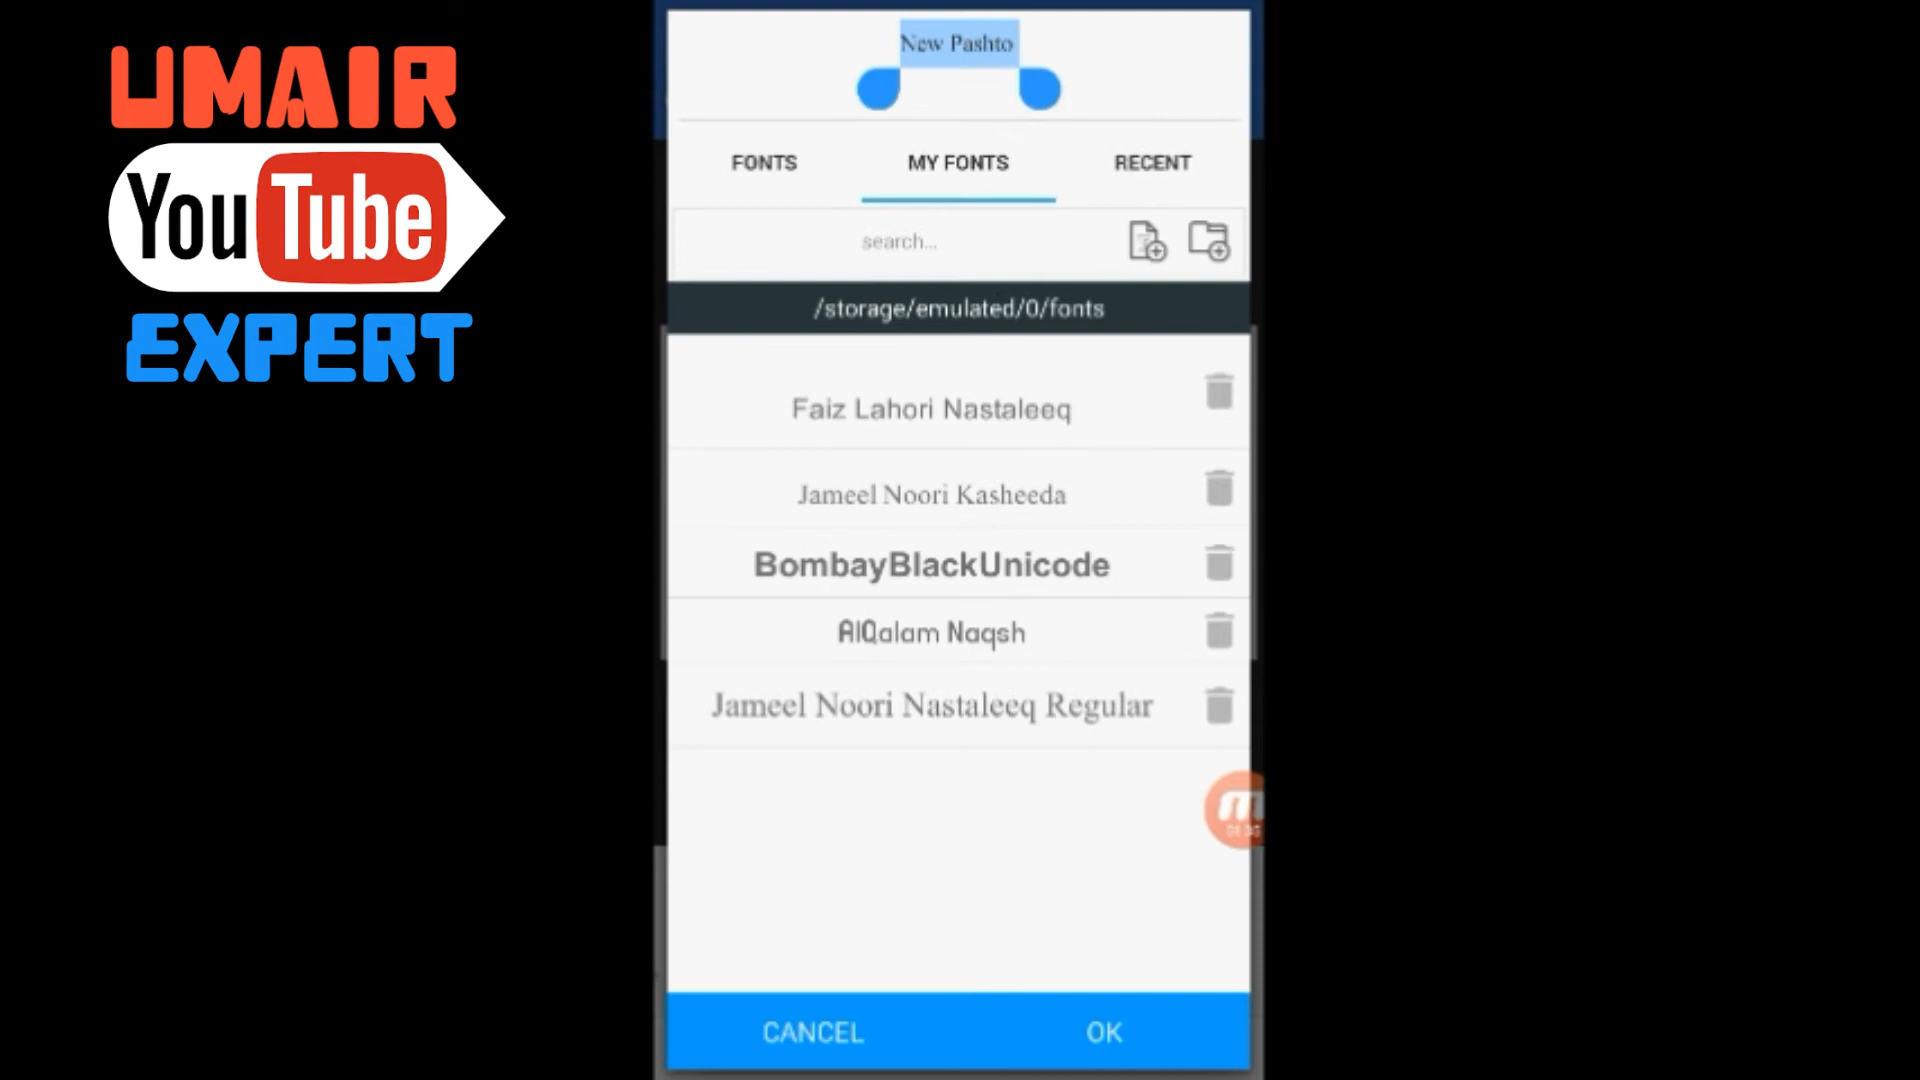 UMAIR
YouTube
EXPERT
New Pashto
FONTS
MY FONTS
RECENT
search...
/storage/emulated/0/fonts
Faiz Lahori Nastaleeq
Jameel Noori Kasheeda
BombayBlackUnicode
AlQalam Naqsh
Jameel Noori Nastaleeq Regular
CANCEL
OK